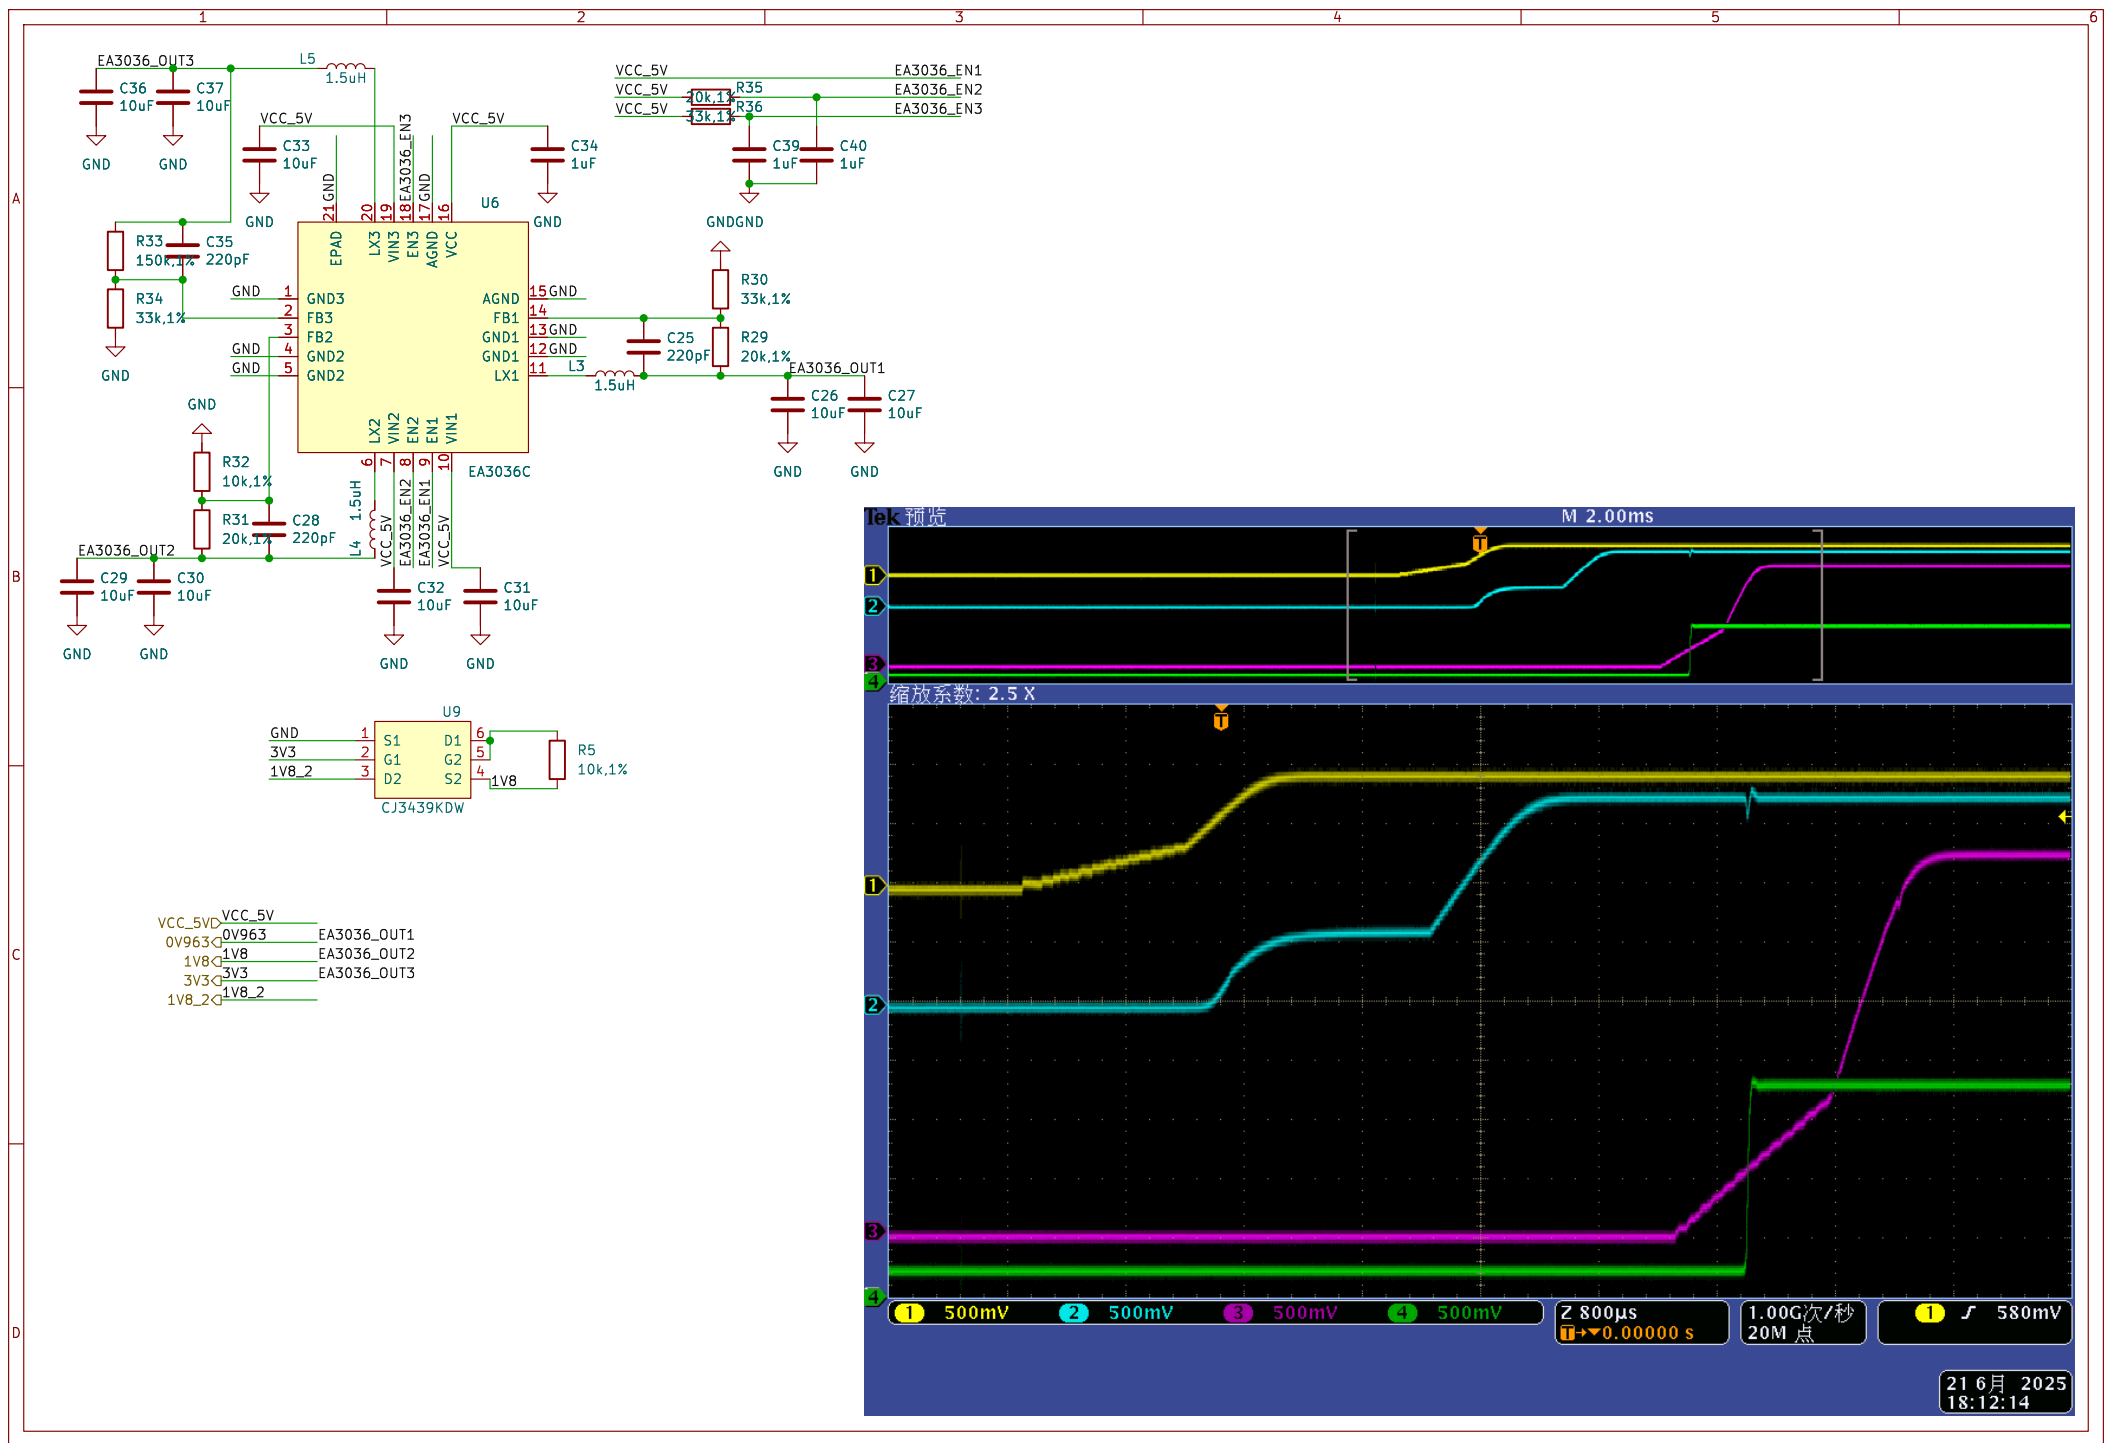 1 2 3 4 5 6
A
B
C
D
EA3036_OUT3
C36
10uF
C37
10uF
GND
GND
L5
1.5uH
VCC_5V
C33
10uF
GND
GND
EA3036_EN3
GND
VCC_5V
C34
1uF
GND
VCC_5V
EA3036_EN1
VCC_5V
R35
20k,1%
EA3036_EN2
VCC_5V
R36
33k,1%
EA3036_EN3
C39
1uF
C40
1uF
GND
GND
U6
21 20 19 18 17 16
EPAD
LX3
VIN3
EN3
AGND
VCC
R33
150k,1%
C35
220pF
R34
33k,1%
GND
GND 1 GND3
2 FB3
3 FB2
GND 4 GND2
GND 5 GND2
AGND 15 GND
FB1 14
GND1 13 GND
GND1 12 GND
LX1 11
LX2
VIN2
EN2
EN1
VIN1
6 7 8 9 10
EA3036C
R30
33k,1%
R29
20k,1%
C25
220pF
L3
1.5uH
EA3036_OUT1
C26
10uF
C27
10uF
GND
GND
GND
R32
10k,1%
R31
20k,1%
C28
220pF
EA3036_OUT2
C29
10uF
C30
10uF
GND
GND
L4
1.5uH
VCC_5V
EA3036_EN2
EA3036_EN1
VCC_5V
C32
10uF
C31
10uF
GND
GND
U9
GND 1 S1
3V3 2 G1
1V8_2 3 D2
D1 6
G2 5
S2 4
1V8
R5
10k,1%
CJ3439KDW
VCC_5V VCC_5V
0V963 0V963 EA3036_OUT1
1V8 1V8 EA3036_OUT2
3V3 3V3 EA3036_OUT3
1V8_2 1V8_2
Tek 预览
M 2.00ms
T
1
2
3
4
缩放系数: 2.5 X
T
1
2
3
4
1 500mV 2 500mV 3 500mV 4 500mV
Z 800µs
T→▼0.00000 s
1.00G次/秒
20M 点
1 580mV
21 6月 2025
18:12:14